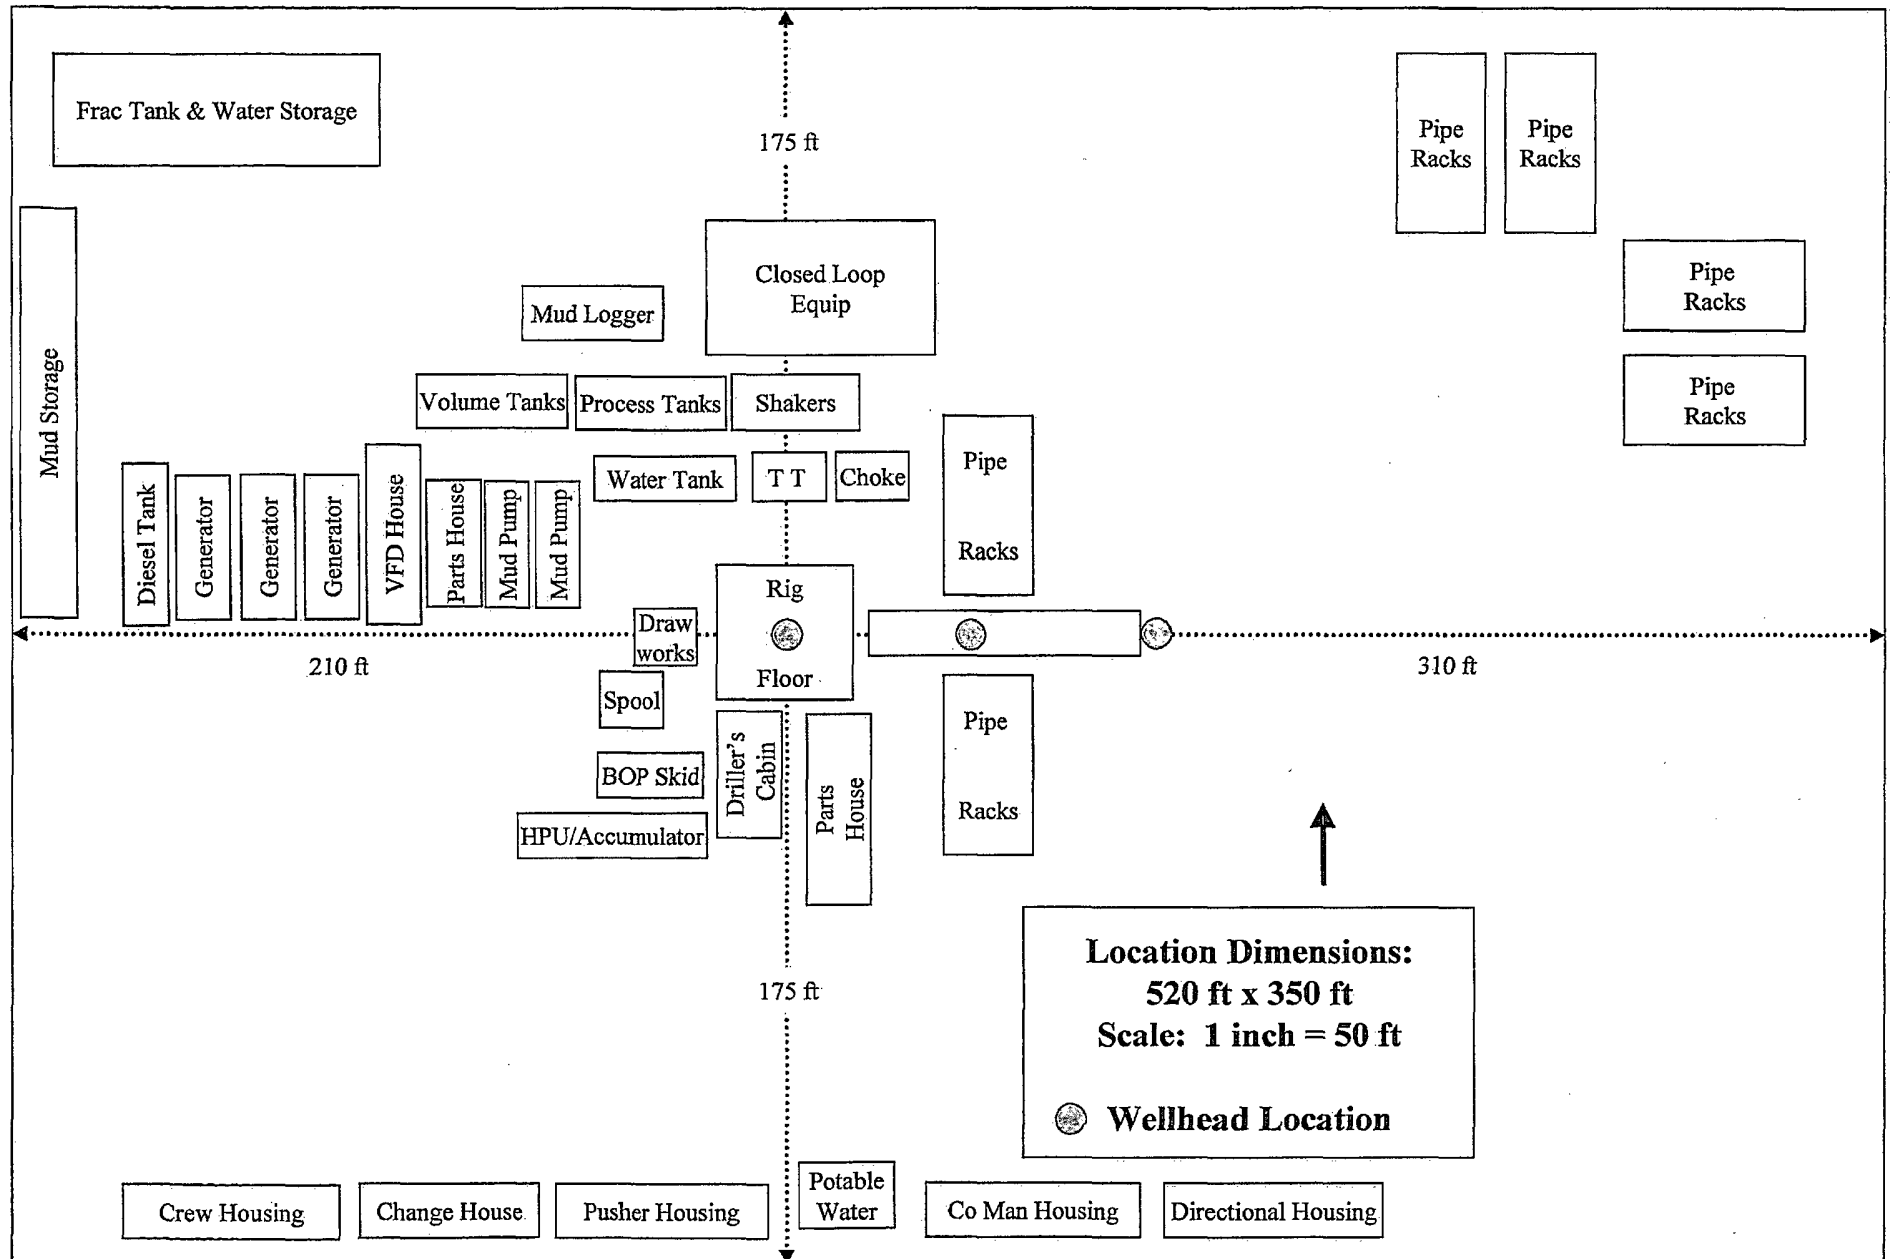 Frac Tank & Water Storage
175 ft
Pipe
Racks
Pipe
Racks
Mud Storage
Closed Loop
Equip
Mud Logger
Pipe
Racks
Pipe
Racks
Volume Tanks
Process Tanks
Shakers
Water Tank
T T
Choke
Pipe
Racks
Diesel Tank
Generator
Generator
Generator
VFD House
Parts House
Mud Pump
Mud Pump
Rig
Floor
Draw
works
210 ft
310 ft
Spool
Pipe
Racks
BOP Skid
Driller's
Cabin
Parts
House
HPU/Accumulator
Location Dimensions:
520 ft x 350 ft
Scale: 1 inch = 50 ft
Wellhead Location
175 ft
Crew Housing
Change House
Pusher Housing
Potable
Water
Co Man Housing
Directional Housing